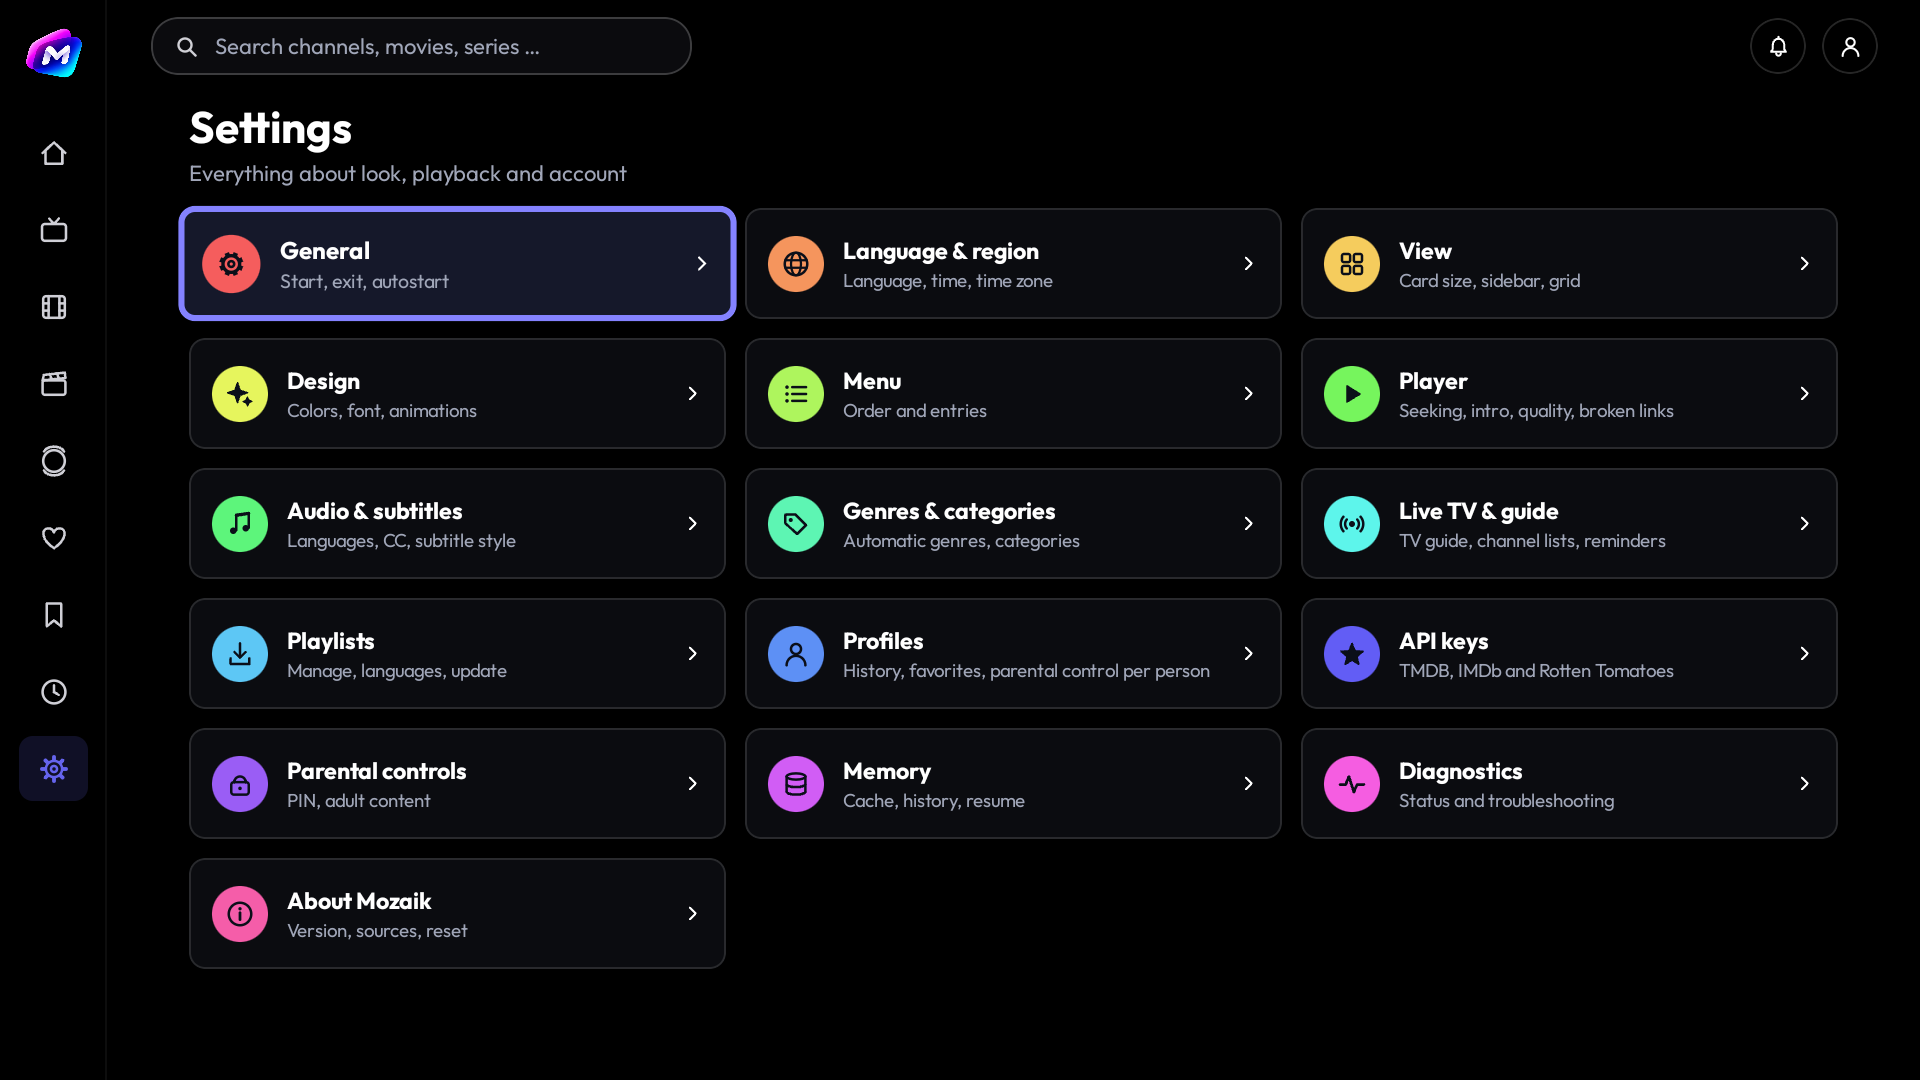 Search channels, movies, series ...
Settings
Everything about look, playback and account
General
Start, exit, autostart
Language & region
Language, time, time zone
View
Card size, sidebar, grid
Design
Colors, font, animations
Menu
Order and entries
Player
Seeking, intro, quality, broken links
Audio & subtitles
Languages, CC, subtitle style
Genres & categories
Automatic genres, categories
Live TV & guide
TV guide, channel lists, reminders
Playlists
Manage, languages, update
Profiles
History, favorites, parental control per person
API keys
TMDB, IMDb and Rotten Tomatoes
Parental controls
PIN, adult content
Memory
Cache, history, resume
Diagnostics
Status and troubleshooting
About Mozaik
Version, sources, reset